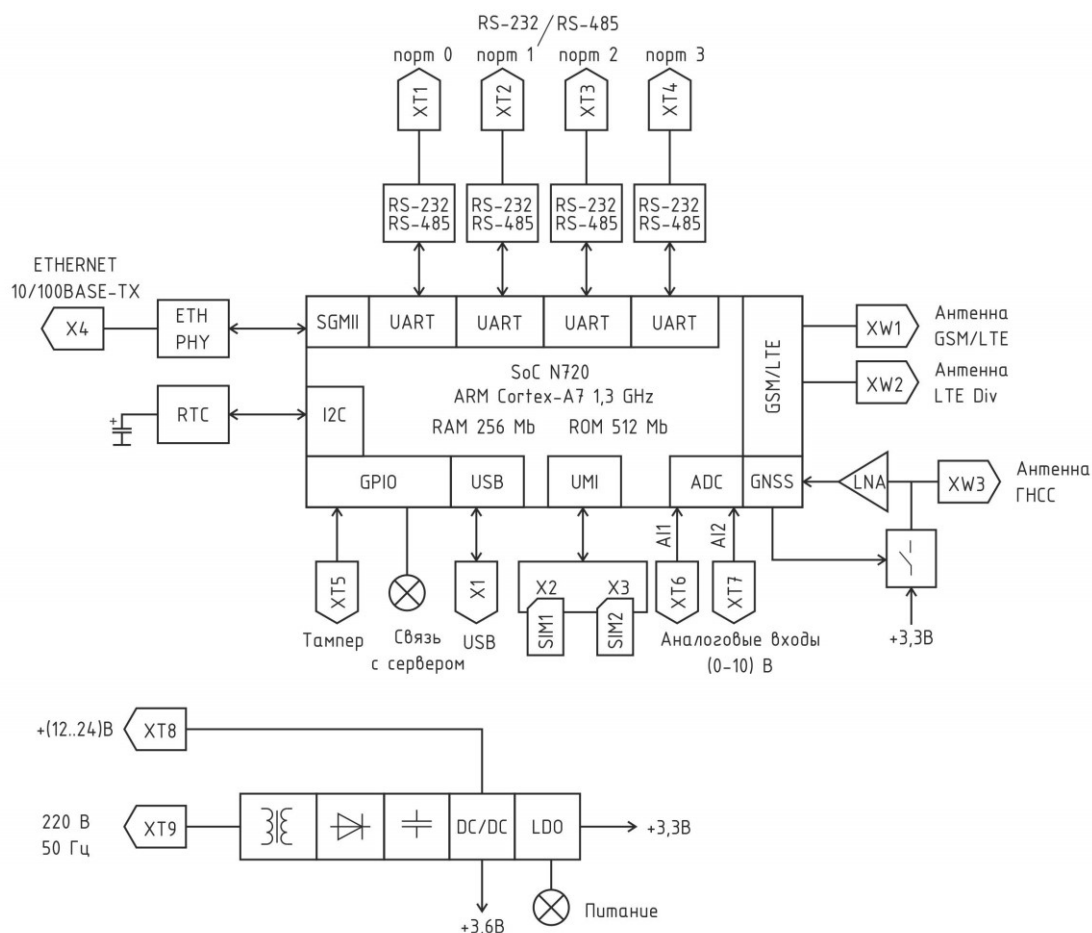 RS-232/RS-485
порт 0
порт 1
порт 2
порт 3
XT1
XT2
XT3
XT4
RS-232
RS-485
RS-232
RS-485
RS-232
RS-485
RS-232
RS-485
ETHERNET
10/100BASE-TX
X4
ETH
PHY
SGMII
UART
UART
UART
UART
GSM/LTE
XW1
Антенна
GSM/LTE
XW2
Антенна
LTE Div
SoC N720
ARM Cortex-A7 1,3 GHz
RAM 256 Mb
ROM 512 Mb
RTC
+
I2C
GPIO
USB
UMI
ADC
GNSS
LNA
XW3
Антенна
ГНСС
AI1
AI2
XT5
X1
X2
X3
SIM1
SIM2
XT6
XT7
+3,3В
Тампер
Связь
с сервером
USB
Аналоговые входы
(0-10) В
+(12..24)В
XT8
220 В
50 Гц
XT9
DC/DC
LDO
+3,3В
+3,6В
Питание